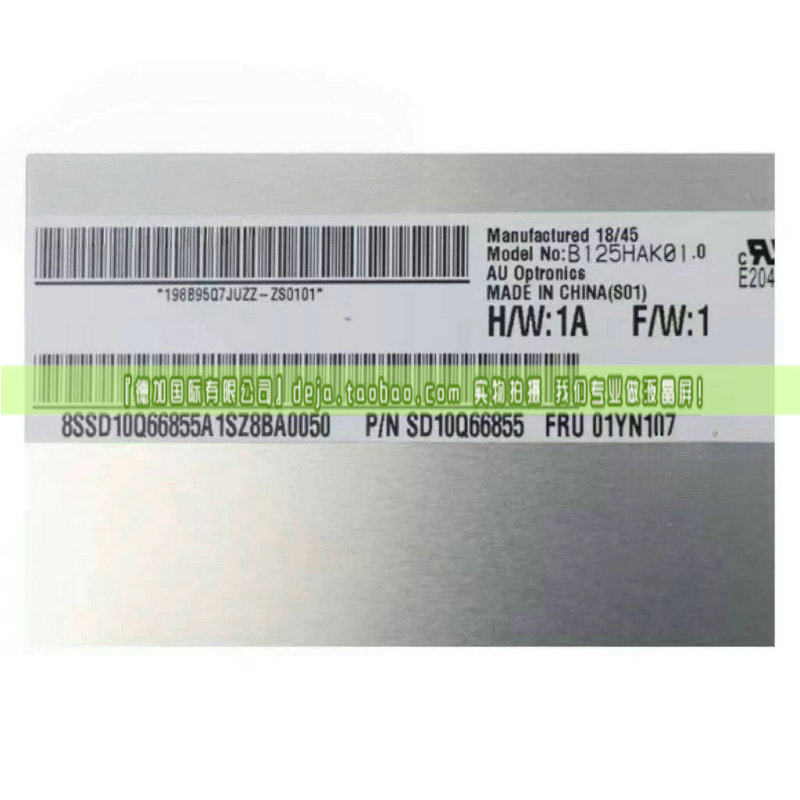 Manufactured 18/45
Model No:B125HAK01.0
AU Optronics
MADE IN CHINA(S01)
H/W:1A F/W:1
c UR
E204
*198B95Q7JUZZ-ZS0101*
『德加国际有限公司』deja.taobao.com 实物拍摄 我们专业做液晶屏!
8SSD10Q66855A1SZ8BA0050 P/N SD10Q66855 FRU 01YN107